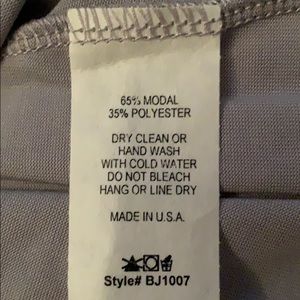 65% MODAL
35% POLYESTER
DRY CLEAN OR
HAND WASH
WITH COLD WATER
DO NOT BLEACH
HANG OR LINE DRY
MADE IN U.S.A.
Style# BJ1007